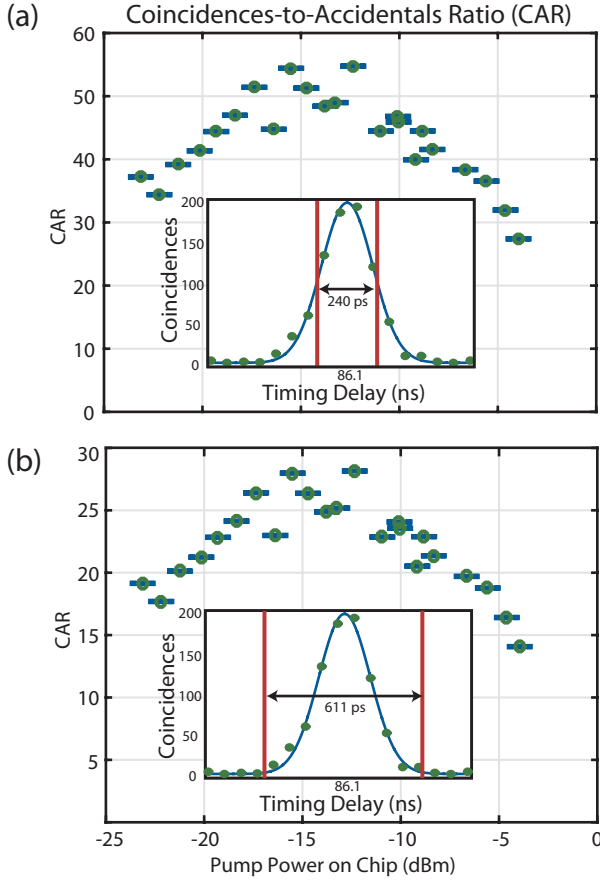 (a)
Coincidences-to-Accidentals Ratio (CAR)
60
50
40
30
20
10
0
CAR
200
150
100
50
0
Coincidences
240 ps
86.1
Timing Delay (ns)
(b)
30
25
20
15
10
5
CAR
200
150
100
50
0
Coincidences
611 ps
86.1
Timing Delay (ns)
-25 -20 -15 -10 -5 0
Pump Power on Chip (dBm)